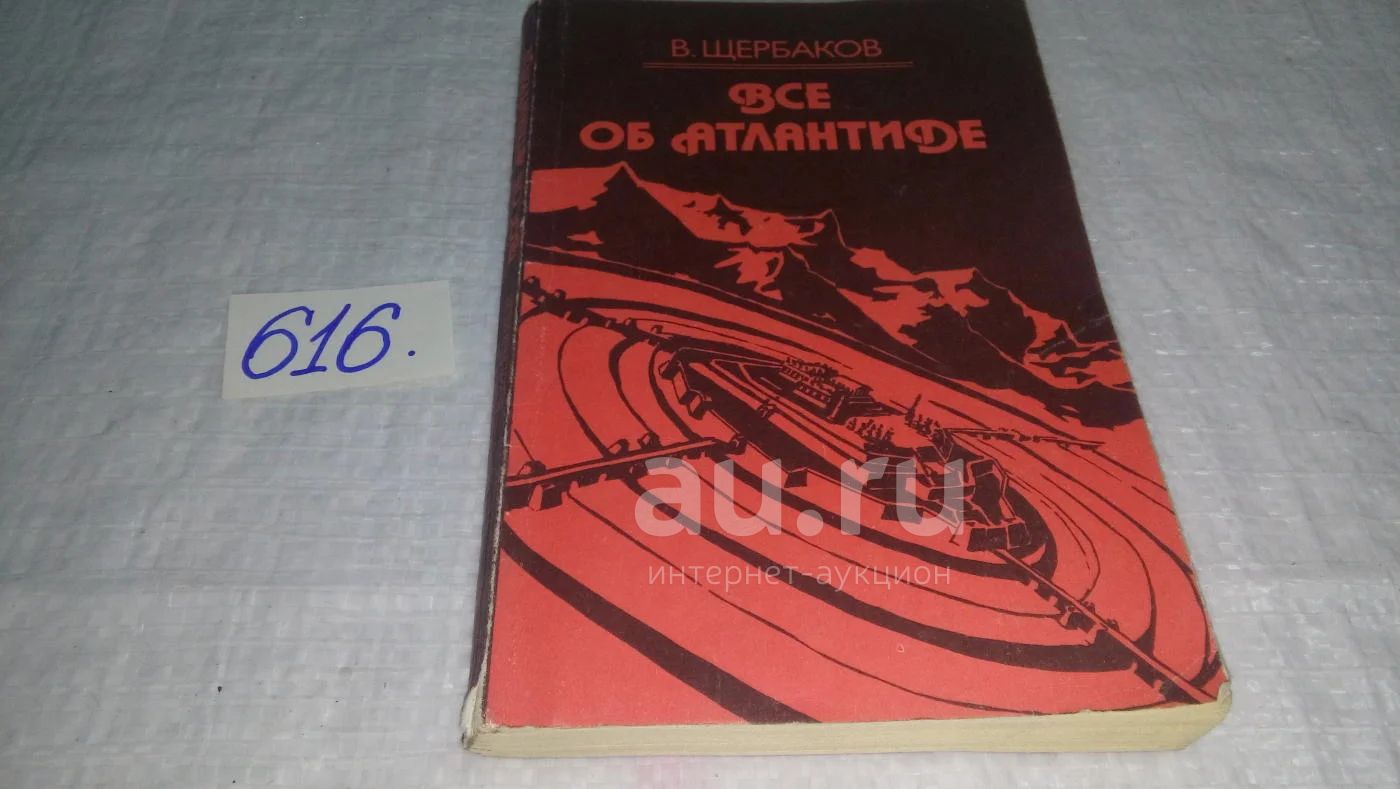 В. ЩЕРБАКОВ
ВСЕ
ОБ АТЛАНТИДЕ
616.
au.ru
интернет-аукцион